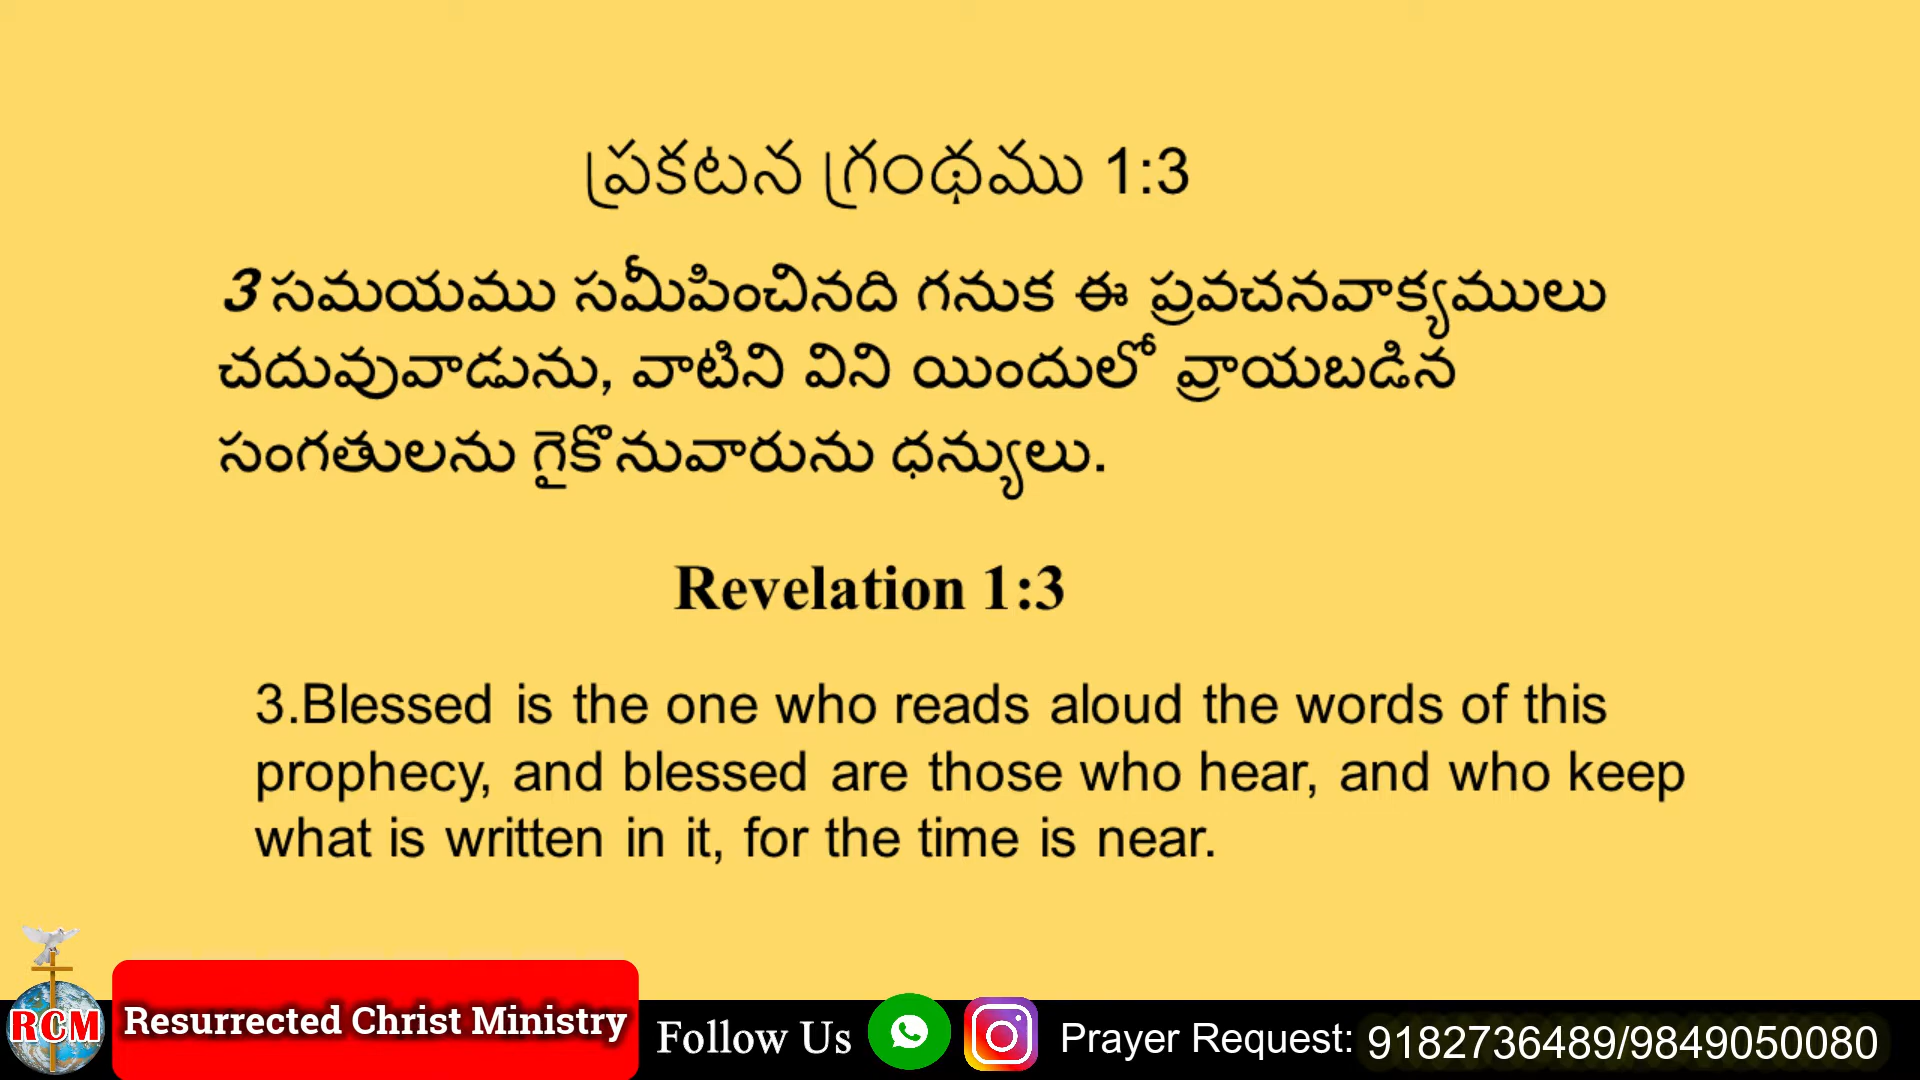 ప్రకటన గ్రంథము 1:3
3 సమయము సమీపించినది గనుక ఈ ప్రవచనవాక్యములు
చదువువాడును, వాటిని విని యిందులో వ్రాయబడిన
సంగతులను గైకొనువారును ధన్యులు.
Revelation 1:3
3.Blessed is the one who reads aloud the words of this
prophecy, and blessed are those who hear, and who keep
what is written in it, for the time is near.
RCM
Resurrected Christ Ministry
Follow Us
Prayer Request: 9182736489/9849050080